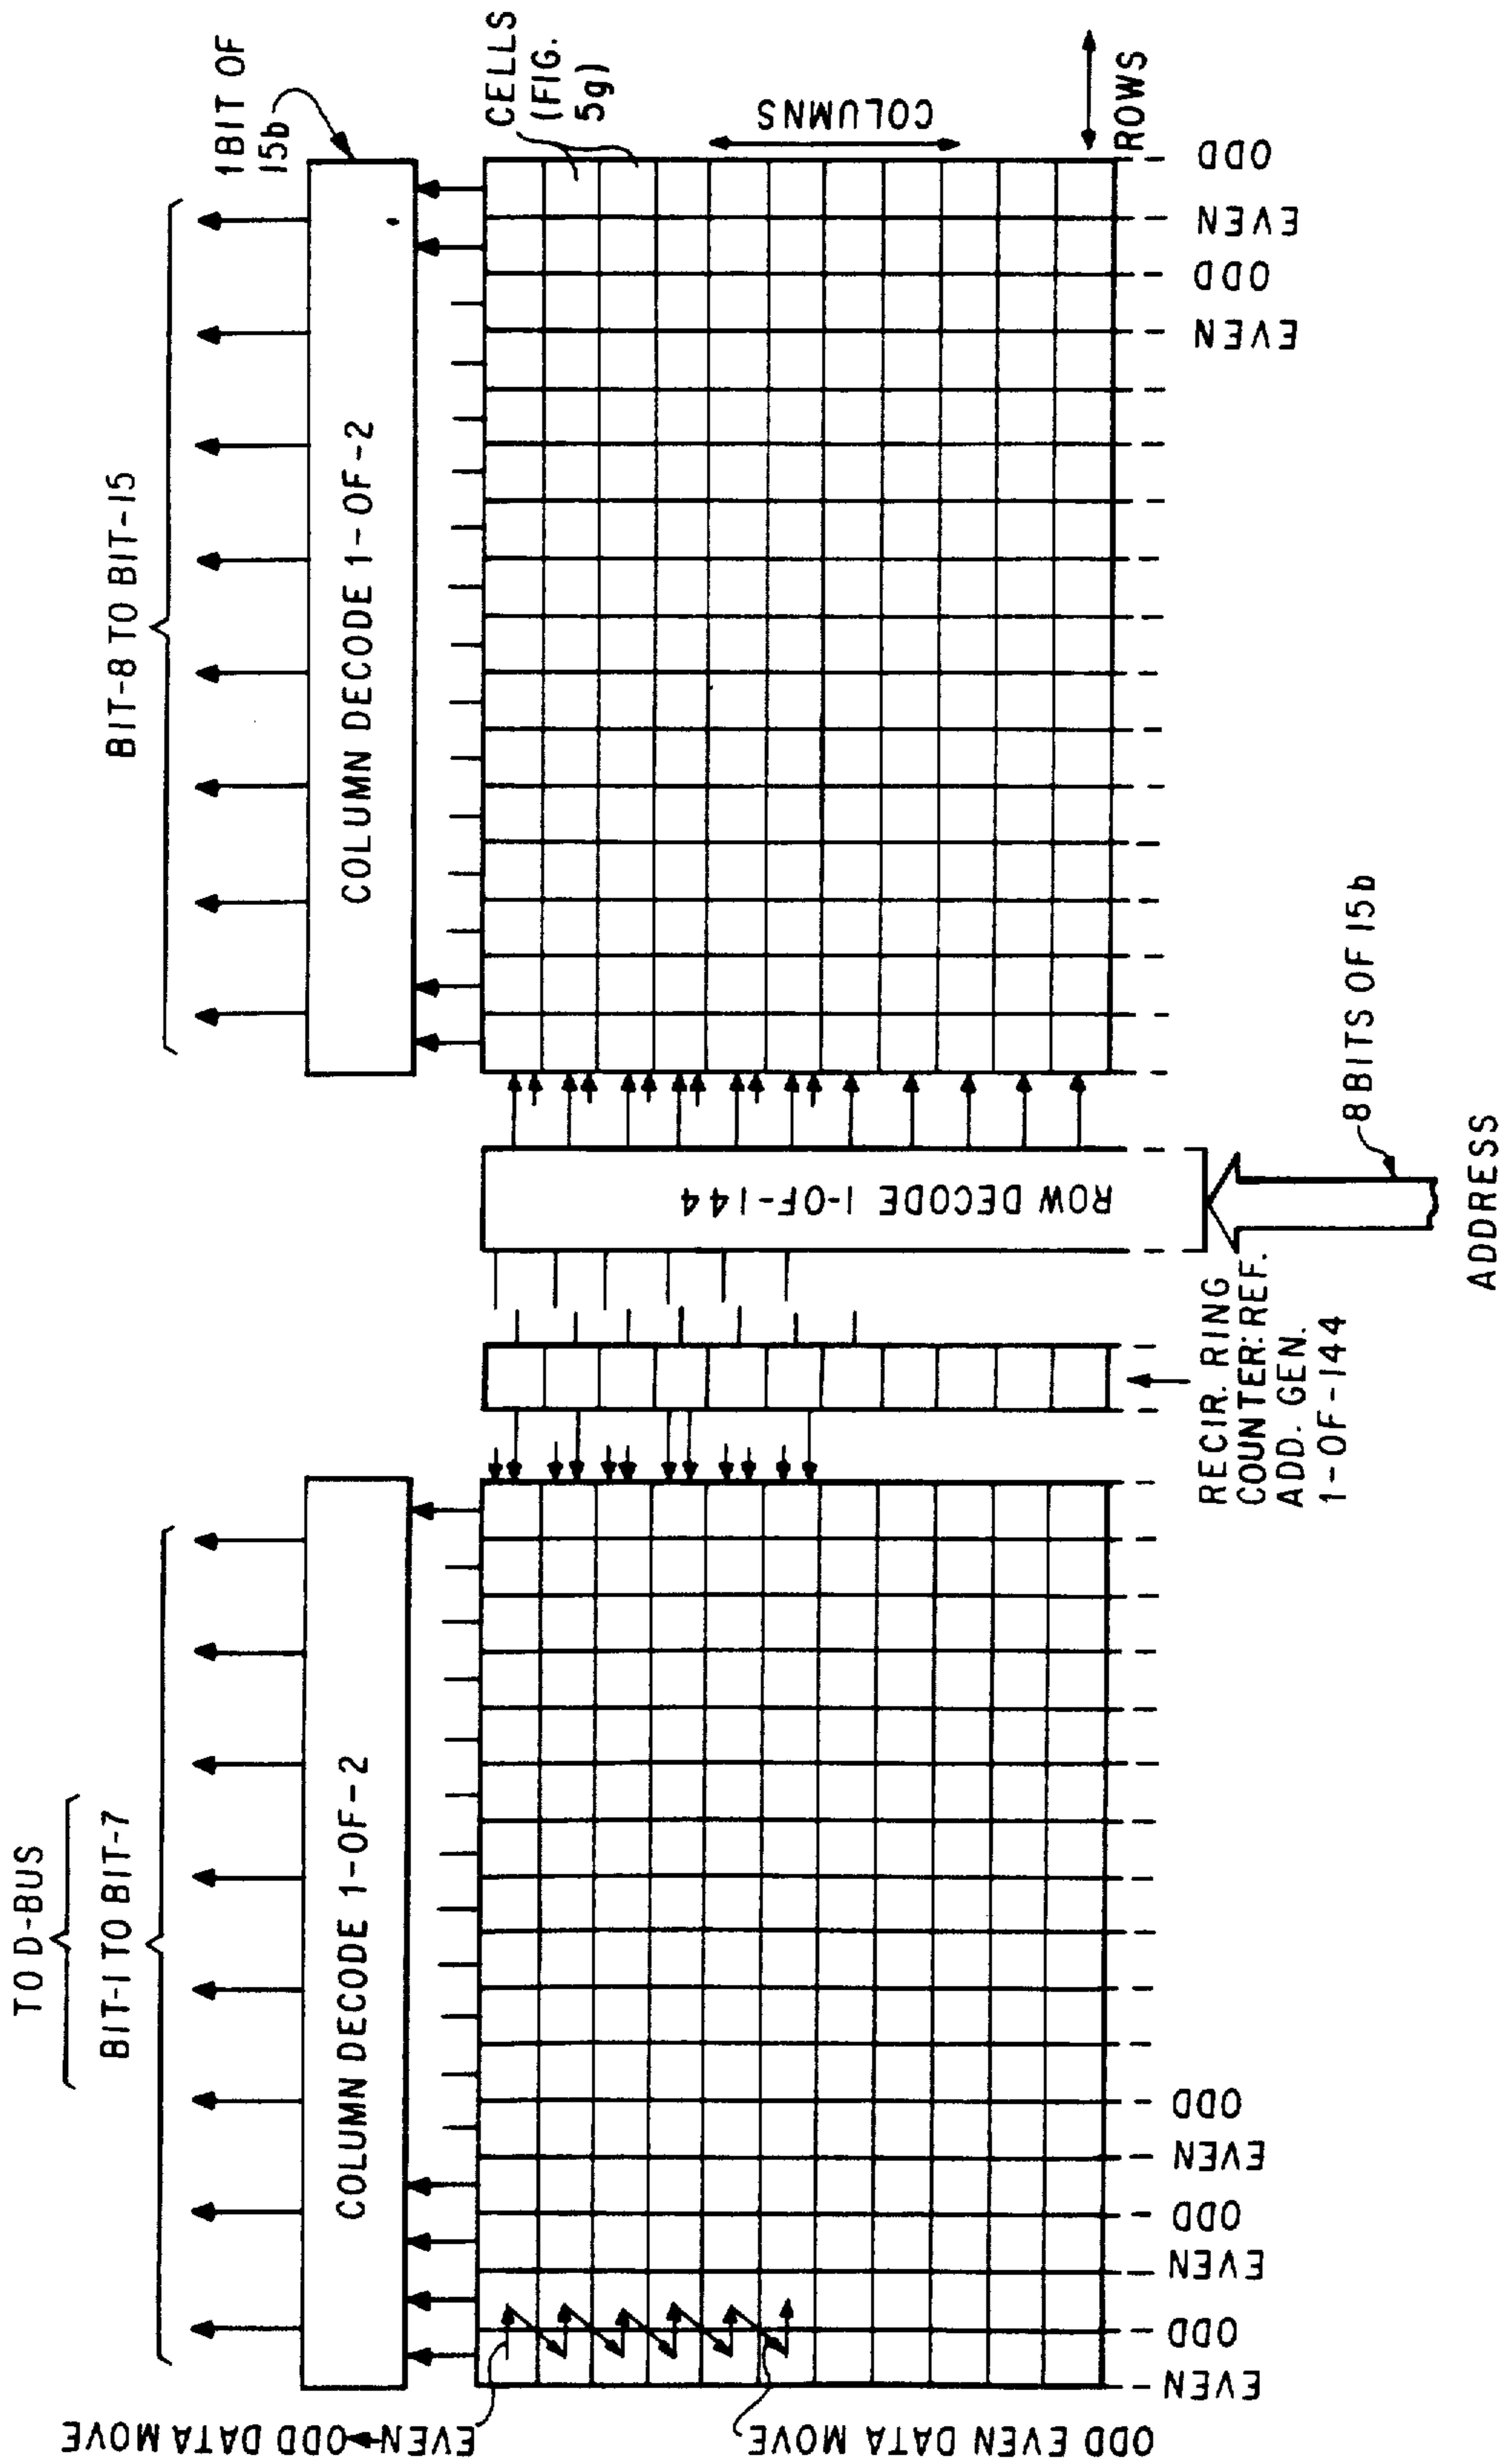 TO D-BUS
BIT-1 TO BIT-7
BIT-8 TO BIT-15
1 BIT OF
15b
COLUMN DECODE 1-OF-2
COLUMN DECODE 1-OF-2
CELLS
(FIG.
5g)
COLUMNS
ROWS
EVEN→ODD DATA MOVE
ODD EVEN DATA MOVE
ROW DECODE 1-OF-144
EVEN
ODD
EVEN
ODD
EVEN
ODD
RECIR. RING
COUNTER: REF.
ADD. GEN.
1-OF-144
8 BITS OF 15b
ADDRESS
EVEN
ODD
EVEN
ODD